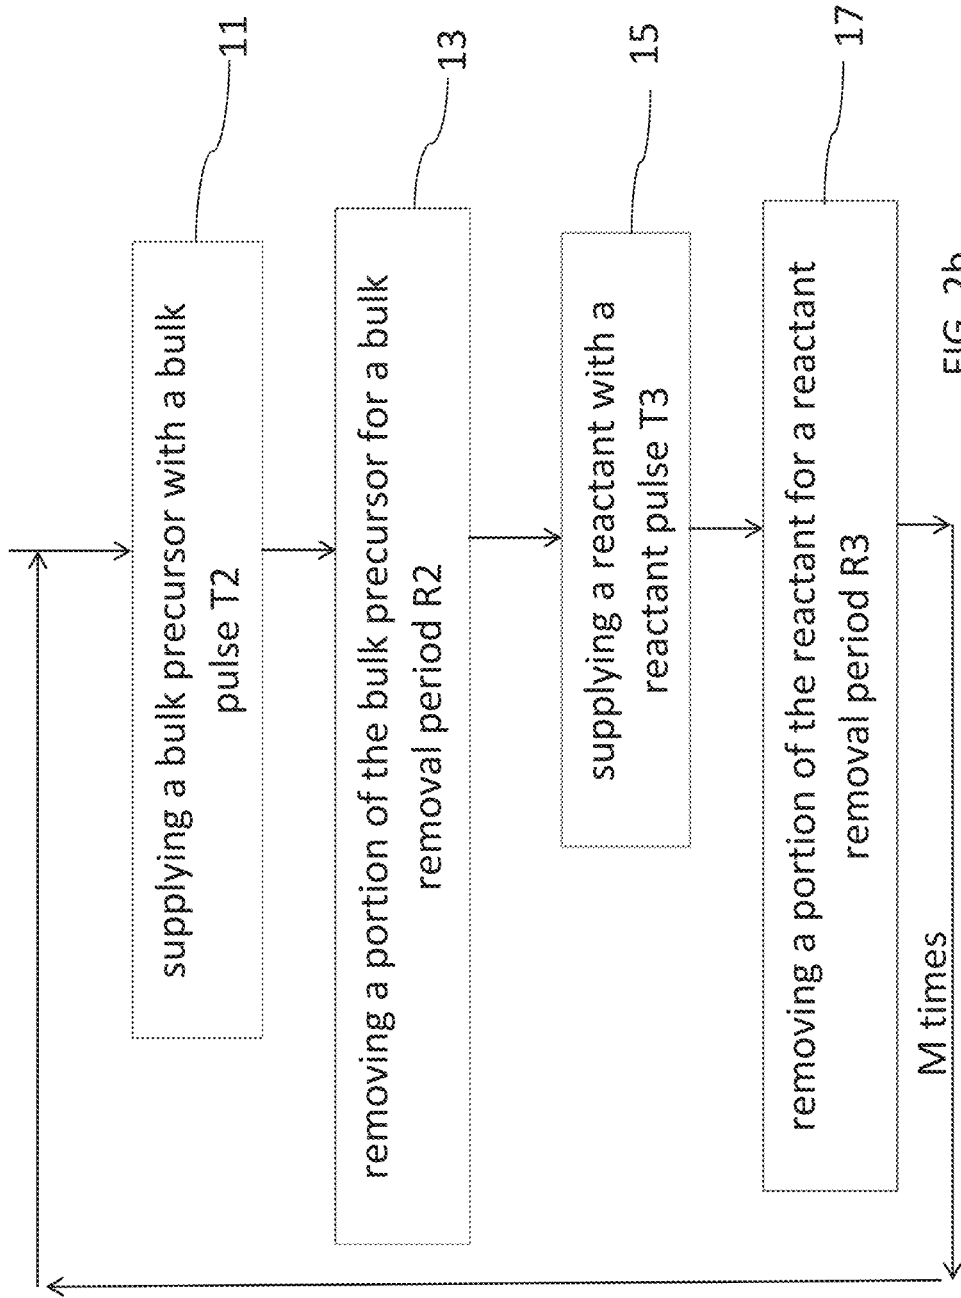 supplying a bulk precursor with a bulk
pulse T2
11
removing a portion of the bulk precursor for a bulk
removal period R2
13
supplying a reactant with a
reactant pulse T3
15
removing a portion of the reactant for a reactant
removal period R3
17
M times
FIG. 2b